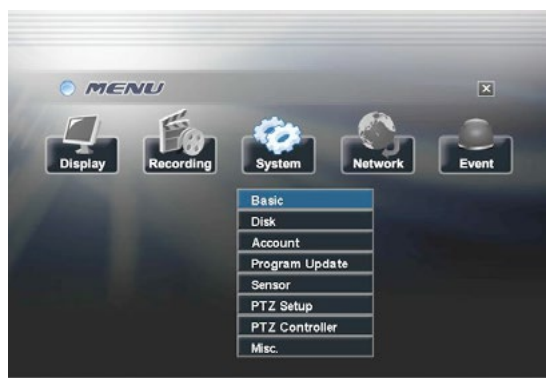 MENU
Display Recording System Network Event
Basic
Disk
Account
Program Update
Sensor
PTZ Setup
PTZ Controller
Misc.